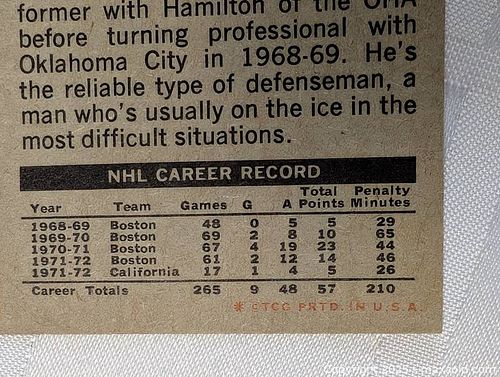 former with Hamilton of the OHA
before turning professional with
Oklahoma City in 1968-69. He's
the reliable type of defenseman, a
man who's usually on the ice in the
most difficult situations.
NHL CAREER RECORD
Year Team Games G A Total Points Penalty Minutes
1968-69 Boston 48 0 5 5 29
1969-70 Boston 69 2 8 10 65
1970-71 Boston 67 4 19 23 44
1971-72 Boston 61 2 12 14 46
1971-72 California 17 1 4 5 26
Career Totals 265 9 48 57 210
* © TCG PRTD. IN U.S.A.